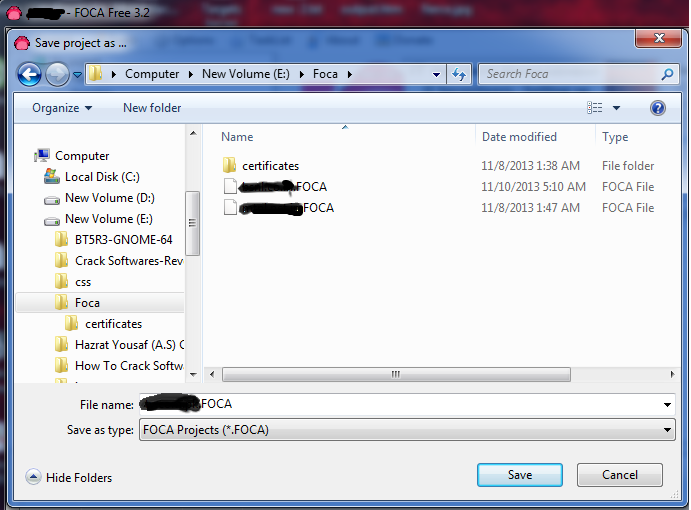 - FOCA Free 3.2
Save project as ...
Computer New Volume (E:) Foca
Search Foca
Organize New folder
Name Date modified Type
certificates 11/8/2013 1:38 AM File folder
.FOCA 11/10/2013 5:10 AM FOCA File
.FOCA 11/8/2013 1:47 AM FOCA File
Computer
Local Disk (C:)
New Volume (D:)
New Volume (E:)
BT5R3-GNOME-64
Crack Softwares-Rev
css
Foca
certificates
Hazrat Yousaf (A.S) C
How To Crack Softw
File name: .FOCA
Save as type: FOCA Projects (*.FOCA)
Hide Folders
Save Cancel